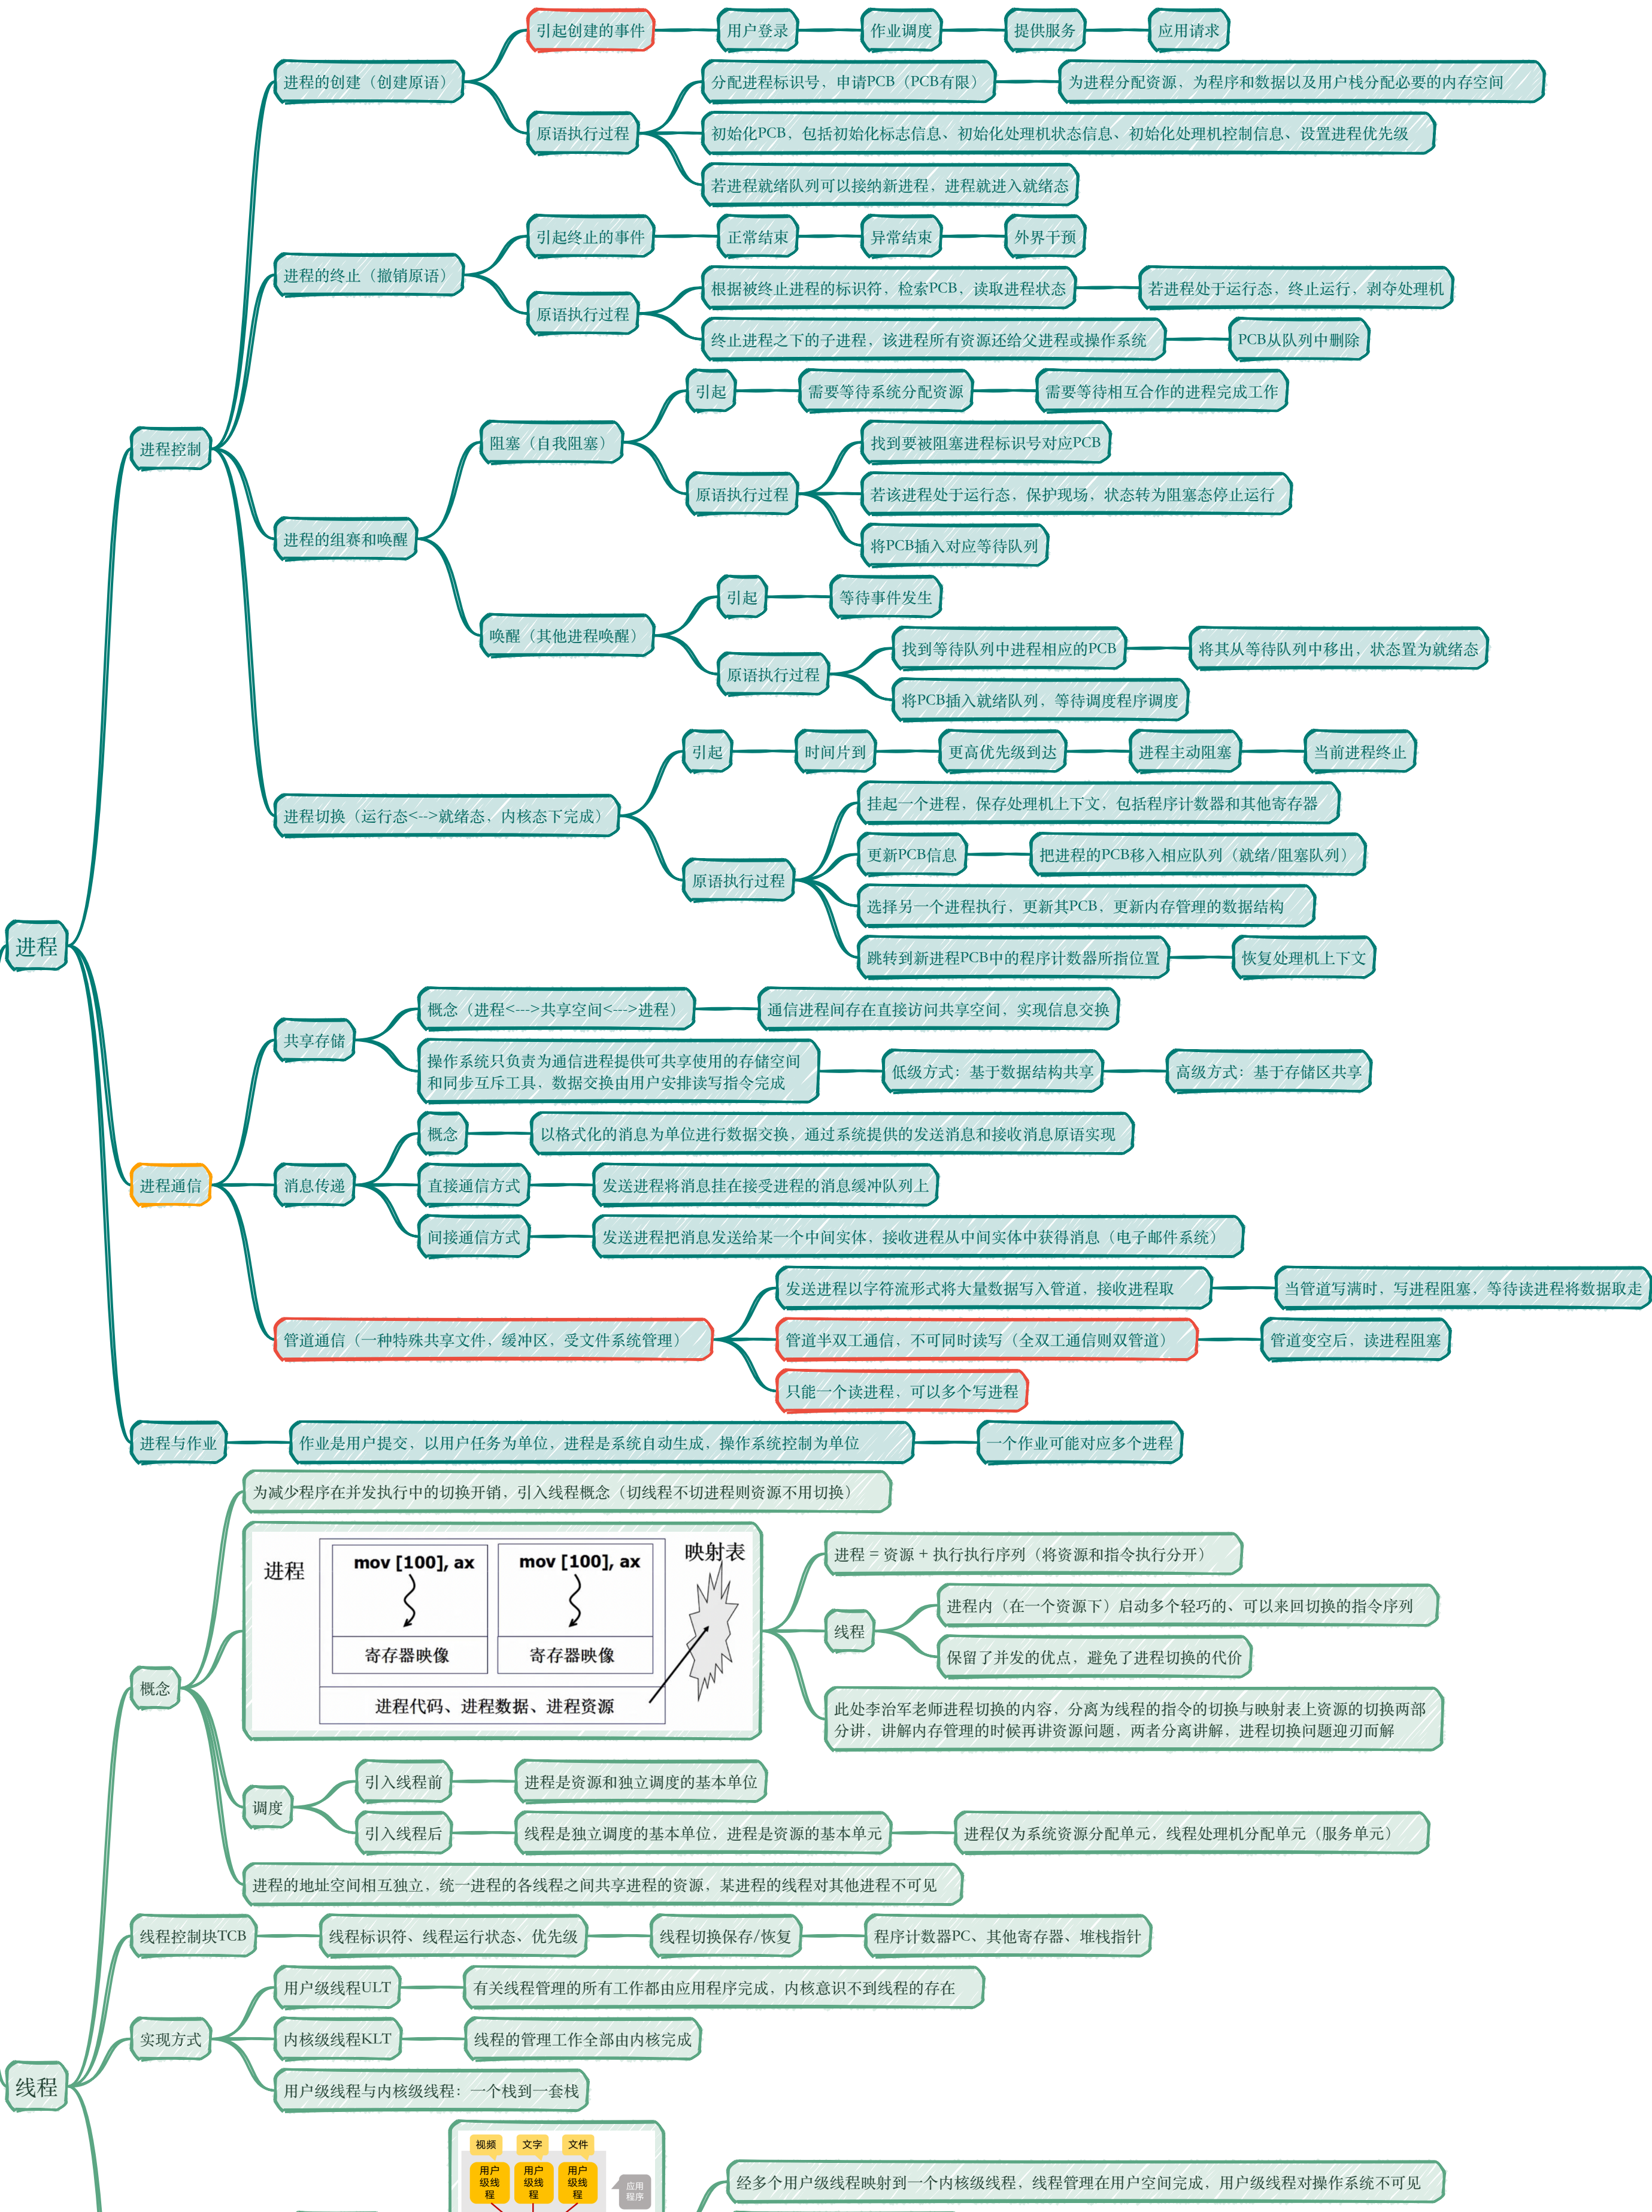 进程
进程控制
进程的创建（创建原语）
引起创建的事件
用户登录
作业调度
提供服务
应用请求
原语执行过程
分配进程标识号，申请PCB（PCB有限）
为进程分配资源，为程序和数据以及用户栈分配必要的内存空间
初始化PCB，包括初始化标志信息、初始化处理机状态信息、初始化处理机控制信息、设置进程优先级
若进程就绪队列可以接纳新进程，进程就进入就绪态
进程的终止（撤销原语）
引起终止的事件
正常结束
异常结束
外界干预
原语执行过程
根据被终止进程的标识符，检索PCB，读取进程状态
若进程处于运行态，终止运行，剥夺处理机
终止进程之下的子进程，该进程所有资源还给父进程或操作系统
PCB从队列中删除
进程的组赛和唤醒
阻塞（自我阻塞）
引起
需要等待系统分配资源
需要等待相互合作的进程完成工作
原语执行过程
找到要被阻塞进程标识号对应PCB
若该进程处于运行态，保护现场，状态转为阻塞态停止运行
将PCB插入对应等待队列
唤醒（其他进程唤醒）
引起
等待事件发生
原语执行过程
找到等待队列中进程相应的PCB
将其从等待队列中移出，状态置为就绪态
将PCB插入就绪队列，等待调度程序调度
进程切换（运行态<-->就绪态，内核态下完成）
引起
时间片到
更高优先级到达
进程主动阻塞
当前进程终止
原语执行过程
挂起一个进程，保存处理机上下文，包括程序计数器和其他寄存器
更新PCB信息
把进程的PCB移入相应队列（就绪/阻塞队列）
选择另一个进程执行，更新其PCB，更新内存管理的数据结构
跳转到新进程PCB中的程序计数器所指位置
恢复处理机上下文
进程通信
共享存储
概念（进程<--->共享空间<--->进程）
通信进程间存在直接访问共享空间，实现信息交换
操作系统只负责为通信进程提供可共享使用的存储空间
和同步互斥工具，数据交换由用户安排读写指令完成
低级方式：基于数据结构共享
高级方式：基于存储区共享
消息传递
概念
以格式化的消息为单位进行数据交换，通过系统提供的发送消息和接收消息原语实现
直接通信方式
发送进程将消息挂在接受进程的消息缓冲队列上
间接通信方式
发送进程把消息发送给某一个中间实体，接收进程从中间实体中获得消息（电子邮件系统）
管道通信（一种特殊共享文件、缓冲区，受文件系统管理）
发送进程以字符流形式将大量数据写入管道，接收进程取
当管道写满时，写进程阻塞，等待读进程将数据取走
管道半双工通信，不可同时读写（全双工通信则双管道）
管道变空后，读进程阻塞
只能一个读进程，可以多个写进程
进程与作业
作业是用户提交，以用户任务为单位，进程是系统自动生成，操作系统控制为单位
一个作业可能对应多个进程
线程
概念
为减少程序在并发执行中的切换开销，引入线程概念（切线程不切进程则资源不用切换）
进程
mov [100], ax
mov [100], ax
映射表
寄存器映像
寄存器映像
进程代码、进程数据、进程资源
进程 = 资源 + 执行执行序列（将资源和指令执行分开）
线程
进程内（在一个资源下）启动多个轻巧的、可以来回切换的指令序列
保留了并发的优点，避免了进程切换的代价
此处李治军老师进程切换的内容，分离为线程的指令的切换与映射表上资源的切换两部
分讲，讲解内存管理的时候再讲资源问题，两者分离讲解，进程切换问题迎刃而解
调度
引入线程前
进程是资源和独立调度的基本单位
引入线程后
线程是独立调度的基本单位，进程是资源的基本单元
进程仅为系统资源分配单元，线程处理机分配单元（服务单元）
进程的地址空间相互独立，统一进程的各线程之间共享进程的资源，某进程的线程对其他进程不可见
线程控制块TCB
线程标识符、线程运行状态、优先级
线程切换保存/恢复
程序计数器PC、其他寄存器、堆栈指针
实现方式
用户级线程ULT
有关线程管理的所有工作都由应用程序完成，内核意识不到线程的存在
内核级线程KLT
线程的管理工作全部由内核完成
用户级线程与内核级线程：一个栈到一套栈
视频
文字
文件
用户
级线
程
用户
级线
程
用户
级线
程
应用
程序
经多个用户级线程映射到一个内核级线程，线程管理在用户空间完成，用户级线程对操作系统不可见